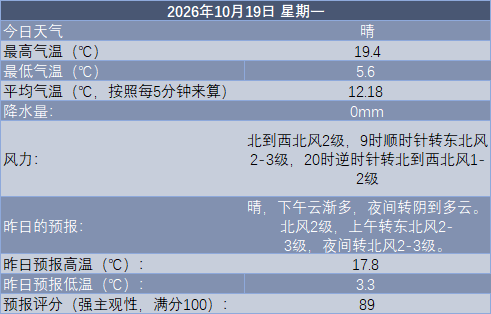 2026年10月19日 星期一
今日天气 晴
最高气温（℃） 19.4
最低气温（℃） 5.6
平均气温（℃，按照每5分钟来算） 12.18
降水量： 0mm
风力：
北到西北风2级，9时顺时针转东北风
2-3级，20时逆时针转北到西北风1-
2级
昨日的预报：
晴，下午云渐多，夜间转阴到多云。
北风2级，上午转东北风2-
3级，夜间转北风2-3级。
昨日预报高温（℃）： 17.8
昨日预报低温（℃）： 3.3
预报评分（强主观性，满分100）： 89